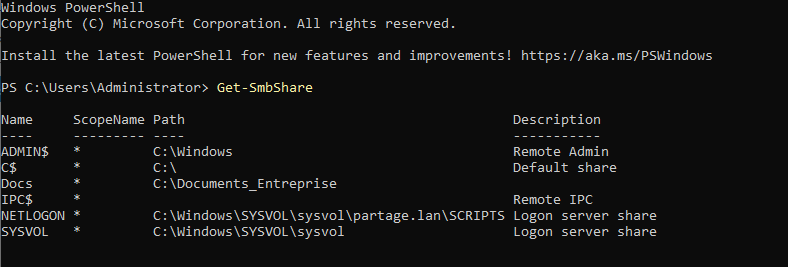 Windows PowerShell
Copyright (C) Microsoft Corporation. All rights reserved.
Install the latest PowerShell for new features and improvements! https://aka.ms/PSWindows
PS C:\Users\Administrator> Get-SmbShare
Name     ScopeName Path                                        Description
----     --------- ----                                        -----------
ADMIN$   *         C:\Windows                                  Remote Admin
C$       *         C:\                                         Default share
Docs     *         C:\Documents_Entreprise
IPC$     *                                                     Remote IPC
NETLOGON *         C:\Windows\SYSVOL\sysvol\partage.lan\SCRIPTS Logon server share
SYSVOL   *         C:\Windows\SYSVOL\sysvol                    Logon server share